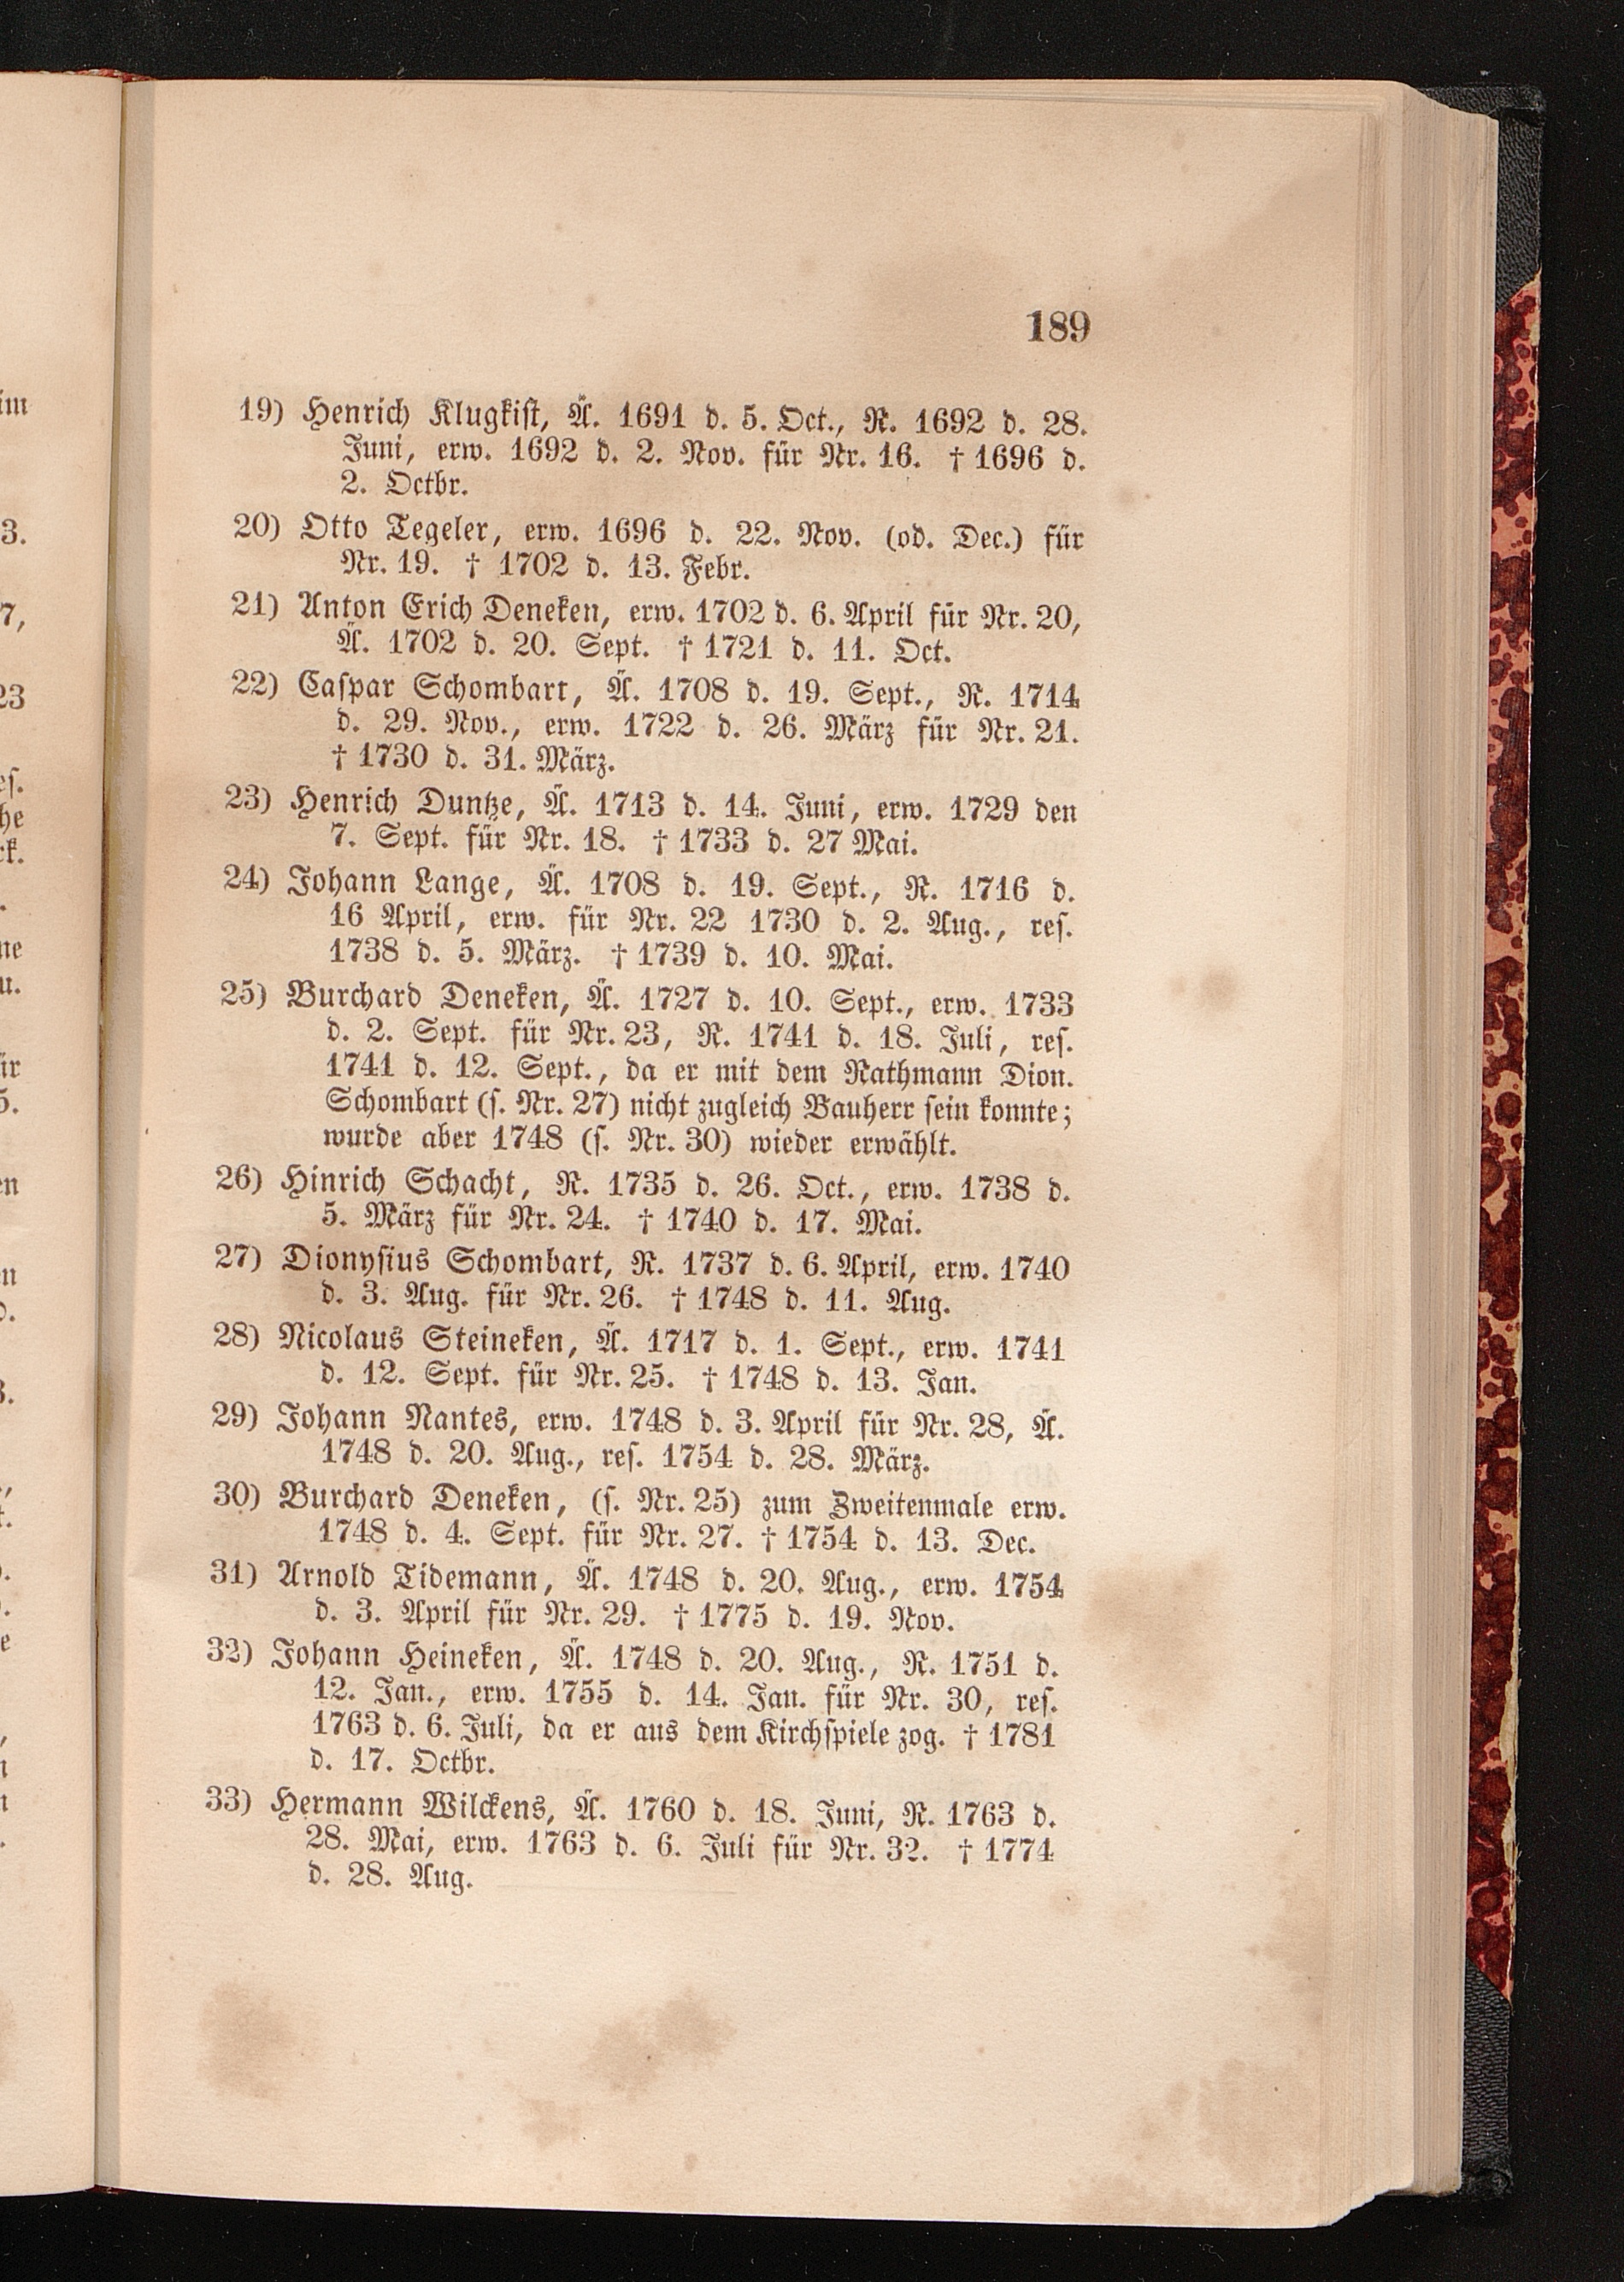 189
19) Henrich Klugkist, Ä. 1691 d. 5. Oct., R. 1692 d. 28.
Juni, erw. 1692 d. 2. Nov. für Nr. 16. † 1696 d.
2. Octbr.
20) Otto Tegeler, erw. 1696 d. 22. Nov. (od. Dec.) für
Nr. 19. † 1702 d. 13. Febr.
21) Anton Erich Deneken, erw. 1702 d. 6. April für Nr. 20,
Ä. 1702 d. 20. Sept. † 1721 d. 11. Oct.
22) Caspar Schombart, Ä. 1708 d. 19. Sept., R. 1714
d. 29. Nov., erw. 1722 d. 26. März für Nr. 21.
† 1730 d. 31. März.
23) Henrich Duntze, Ä. 1713 d. 14. Juni, erw. 1729 den
7. Sept. für Nr. 18. † 1733 d. 27 Mai.
24) Johann Lange, Ä. 1708 d. 19. Sept., R. 1716 d.
16 April, erw. für Nr. 22 1730 d. 2. Aug., res.
1738 d. 5. März. † 1739 d. 10. Mai.
25) Burchard Deneken, Ä. 1727 d. 10. Sept., erw. 1733
d. 2. Sept. für Nr. 23, R. 1741 d. 18. Juli, res.
1741 d. 12. Sept., da er mit dem Rathmann Dion.
Schombart (s. Nr. 27) nicht zugleich Bauherr sein konnte;
wurde aber 1748 (s. Nr. 30) wieder erwählt.
26) Hinrich Schacht, R. 1735 d. 26. Oct., erw. 1738 d.
5. März für Nr. 24. † 1740 d. 17. Mai.
27) Dionysius Schombart, R. 1737 d. 6. April, erw. 1740
d. 3. Aug. für Nr. 26. † 1748 d. 11. Aug.
28) Nicolaus Steineken, Ä. 1717 d. 1. Sept., erw. 1741
d. 12. Sept. für Nr. 25. † 1748 d. 13. Jan.
29) Johann Nantes, erw. 1748 d. 3. April für Nr. 28, Ä.
1748 d. 20. Aug., res. 1754 d. 28. März.
30) Burchard Deneken, (s. Nr. 25) zum Zweitenmale erw.
1748 d. 4. Sept. für Nr. 27. † 1754 d. 13. Dec.
31) Arnold Tidemann, Ä. 1748 d. 20. Aug., erw. 1754
d. 3. April für Nr. 29. † 1775 d. 19. Nov.
32) Johann Heineken, Ä. 1748 d. 20. Aug., R. 1751 d.
12. Jan., erw. 1755 d. 14. Jan. für Nr. 30, res.
1763 d. 6. Juli, da er aus dem Kirchspiele zog. † 1781
d. 17. Octbr.
33) Hermann Wilckens, Ä. 1760 d. 18. Juni, R. 1763 d.
28. Mai, erw. 1763 d. 6. Juli für Nr. 32. † 1774
d. 28. Aug.